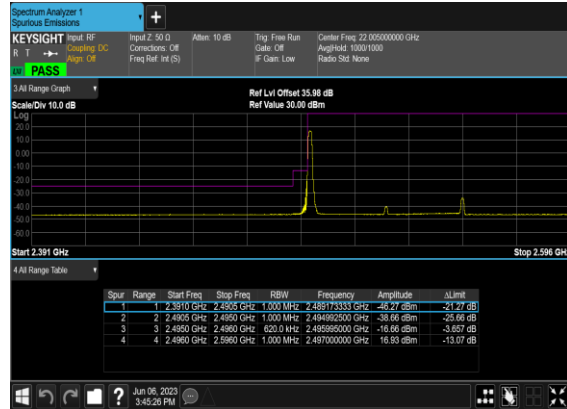 Spectrum Analyzer 1
Spurious Emissions
KEYSIGHT Input: RF Input Z: 50 Ω Atten: 10 dB Trig: Free Run Center Freq: 22.005000000 GHz
R T Coupling: DC Corrections: Off Gate: Off Avg|Hold: 1000/1000
Align: Off Freq Ref: Int (S) IF Gain: Low Radio Std: None
PASS
3 All Range Graph
Ref Lvl Offset 35.98 dB
Scale/Div 10.0 dB Ref Value 30.00 dBm
Log
20.0
10.0
0.00
-10.0
-20.0
-30.0
-40.0
-50.0
-60.0
Start 2.391 GHz Stop 2.596 GHz
4 All Range Table
Spur Range Start Freq Stop Freq RBW Frequency Amplitude ΔLimit
1 1 2.3910 GHz 2.4905 GHz 1.000 MHz 2.489173333 GHz -46.27 dBm -21.27 dB
2 2 2.4905 GHz 2.4950 GHz 1.000 MHz 2.494992500 GHz -38.66 dBm -25.66 dB
3 3 2.4950 GHz 2.4960 GHz 620.0 kHz 2.495995000 GHz -16.66 dBm -3.657 dB
4 4 2.4960 GHz 2.5960 GHz 1.000 MHz 2.497000000 GHz 16.93 dBm -13.07 dB
? Jun 06, 2023
3:45:26 PM